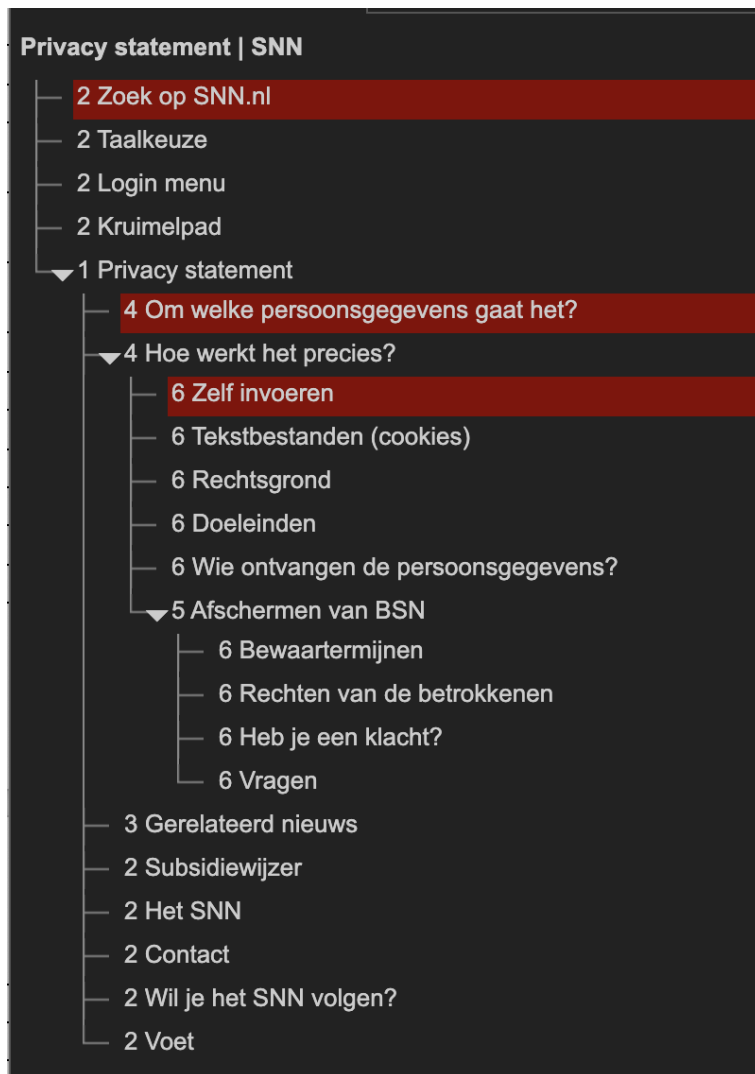 Privacy statement | SNN
2 Zoek op SNN.nl
2 Taalkeuze
2 Login menu
2 Kruimelpad
1 Privacy statement
4 Om welke persoonsgegevens gaat het?
4 Hoe werkt het precies?
6 Zelf invoeren
6 Tekstbestanden (cookies)
6 Rechtsgrond
6 Doeleinden
6 Wie ontvangen de persoonsgegevens?
5 Afschermen van BSN
6 Bewaartermijnen
6 Rechten van de betrokkenen
6 Heb je een klacht?
6 Vragen
3 Gerelateerd nieuws
2 Subsidiewijzer
2 Het SNN
2 Contact
2 Wil je het SNN volgen?
2 Voet